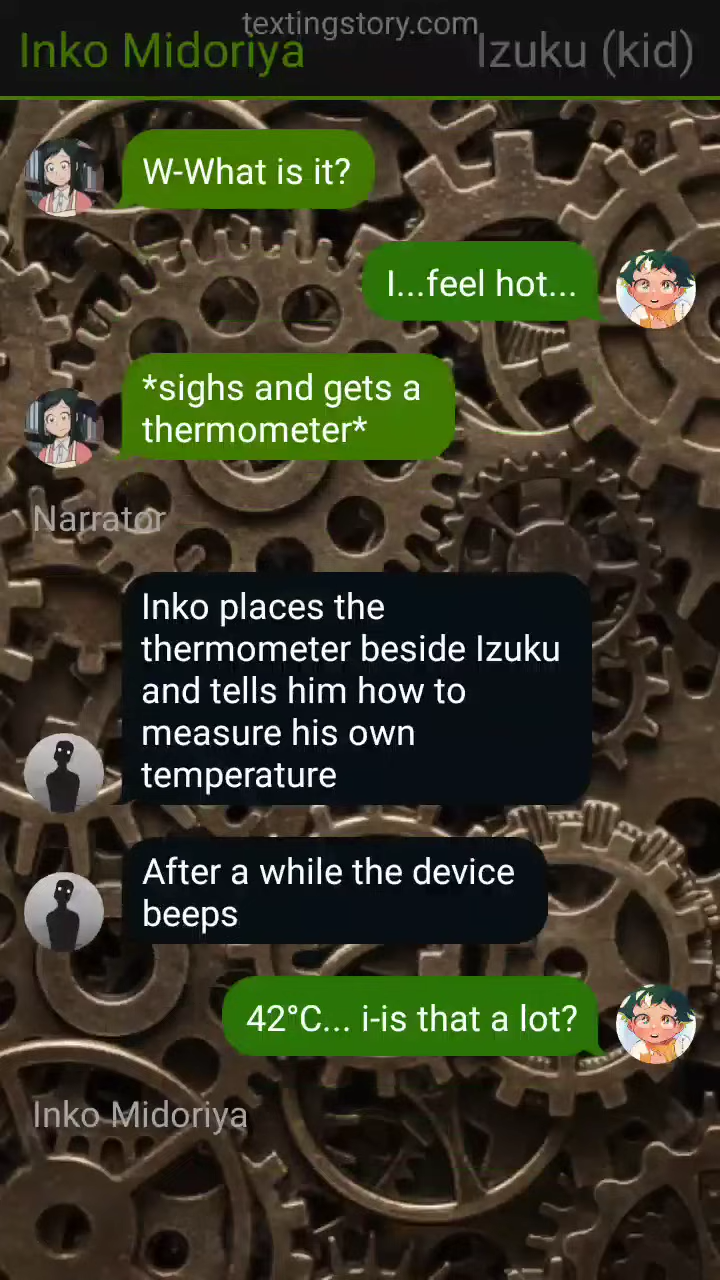 textingstory.com
Inko Midoriya
Izuku (kid)
W-What is it?
I...feel hot...
*sighs and gets a
thermometer*
Narrator
Inko places the
thermometer beside Izuku
and tells him how to
measure his own
temperature
After a while the device
beeps
42°C... i-is that a lot?
Inko Midoriya